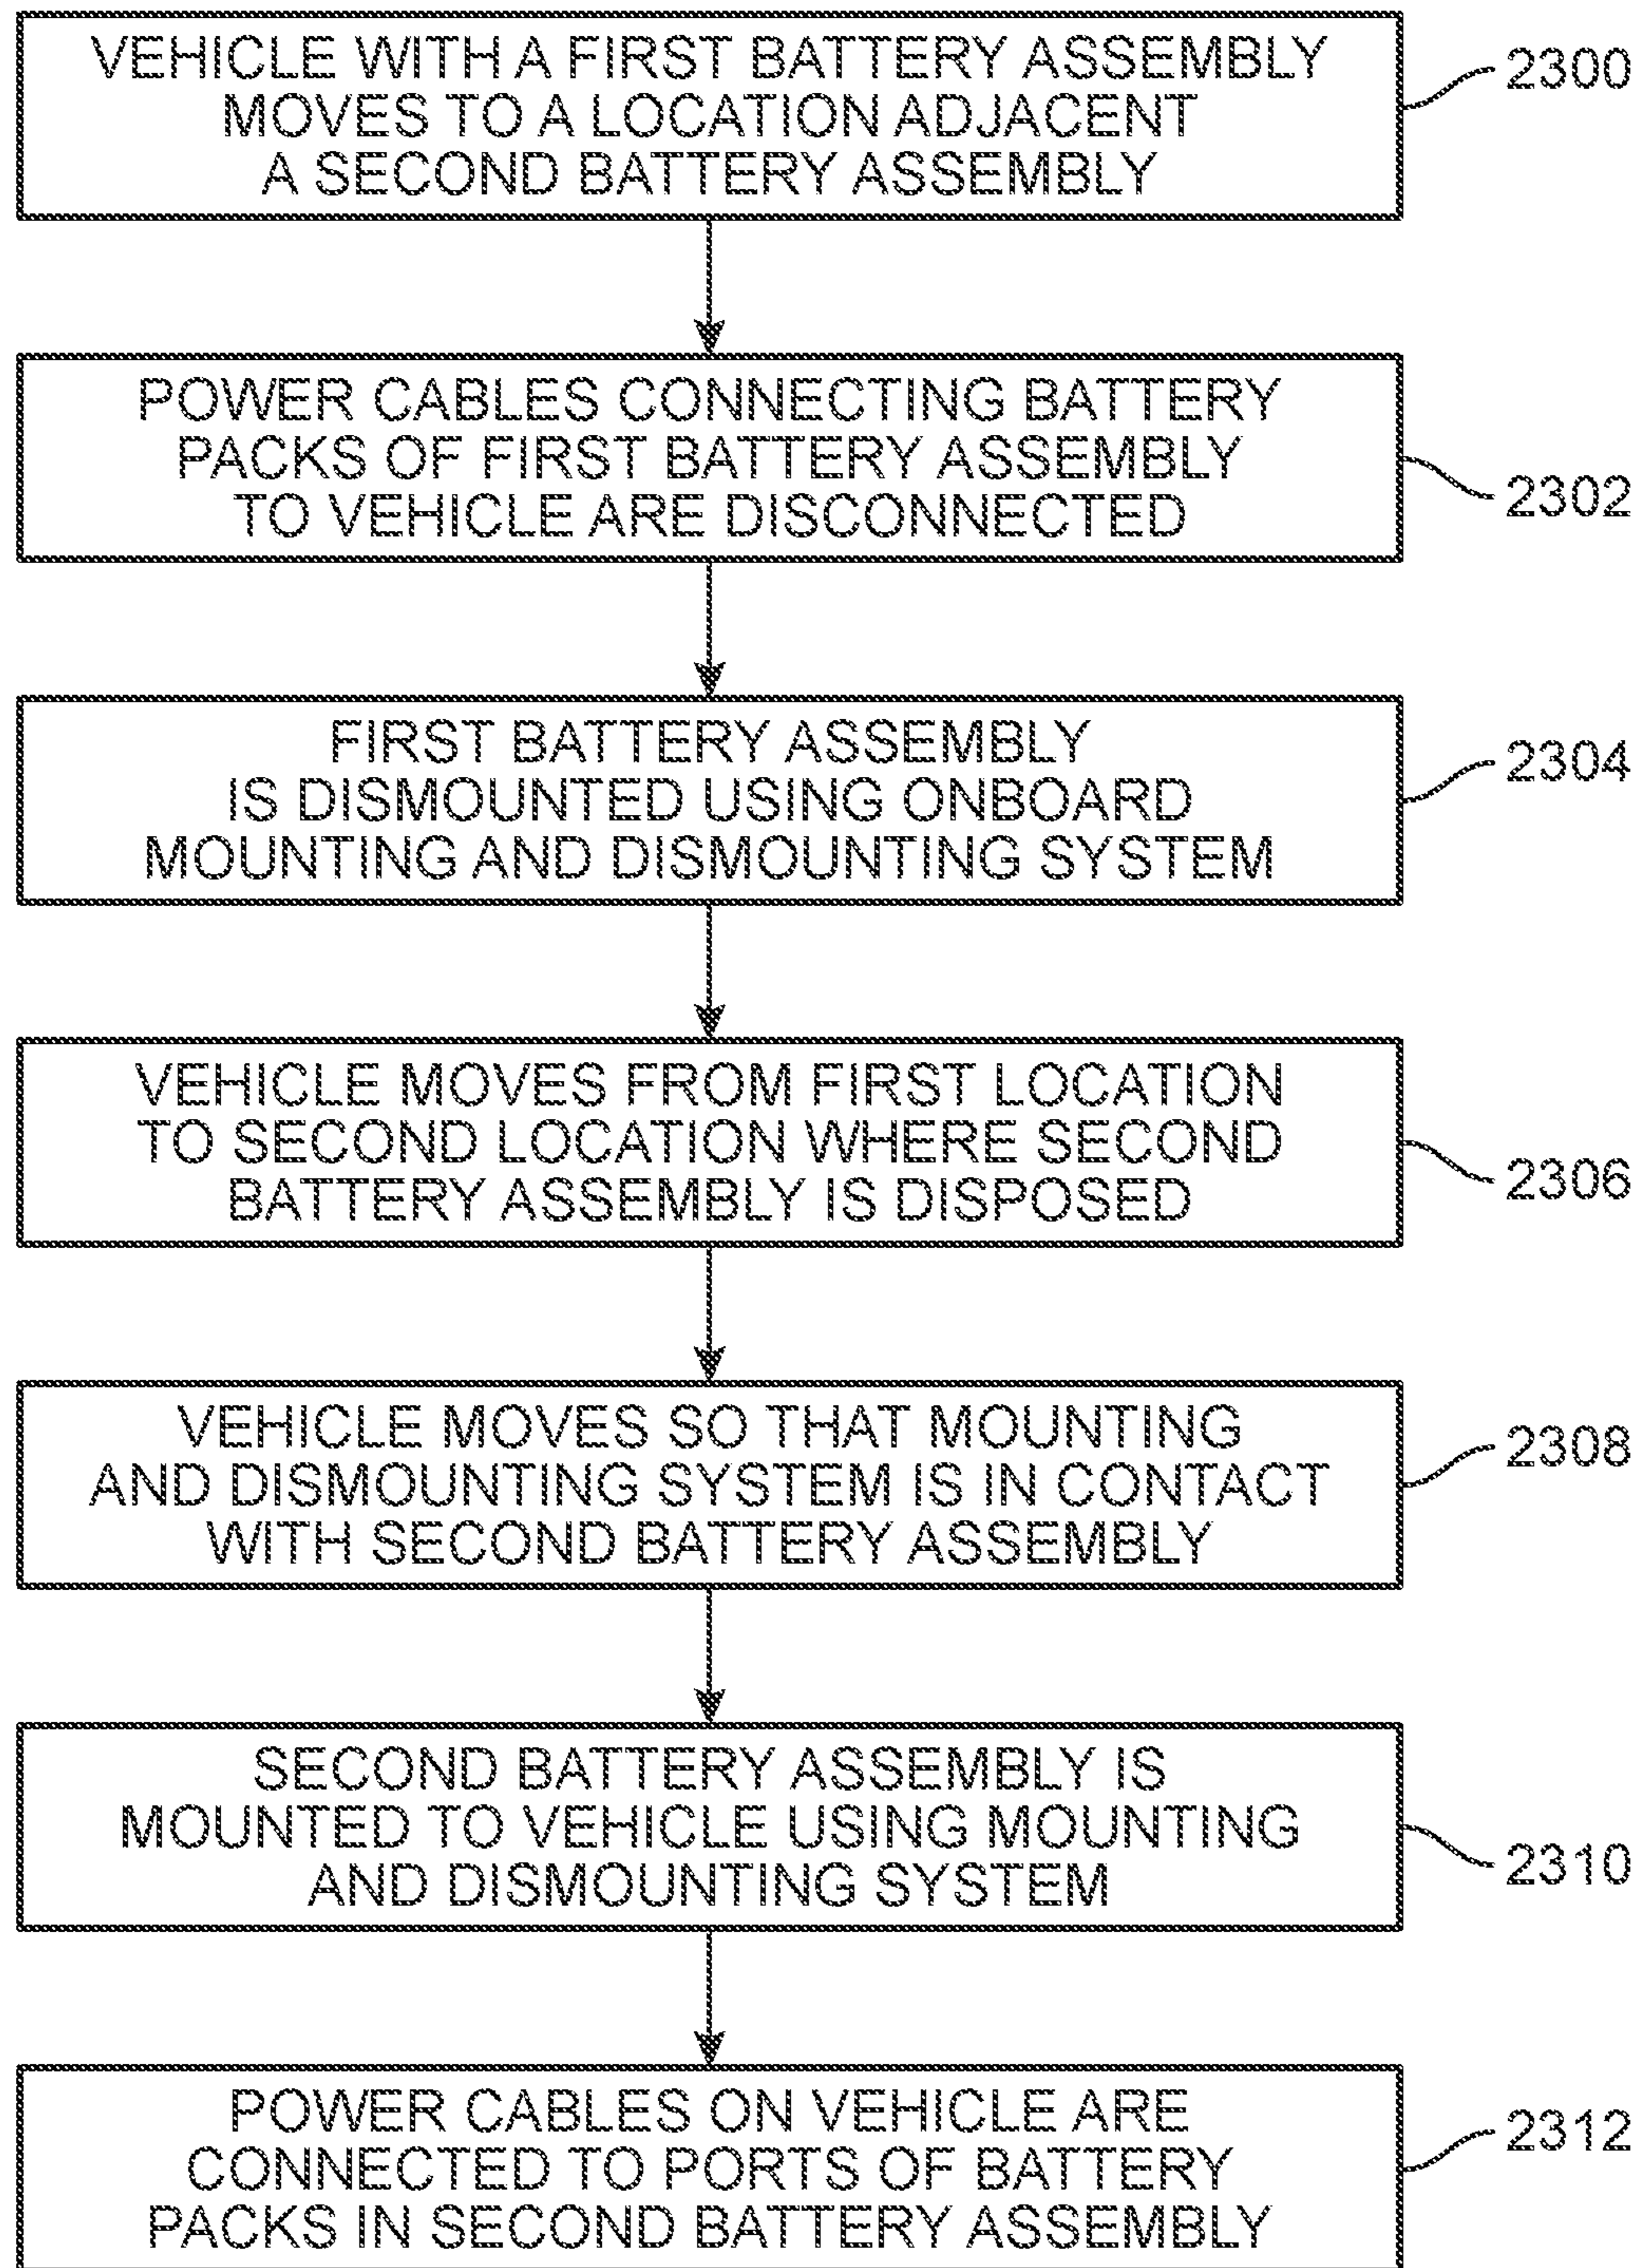 VEHICLE WITH A FIRST BATTERY ASSEMBLY
MOVES TO A LOCATION ADJACENT
A SECOND BATTERY ASSEMBLY
2300
POWER CABLES CONNECTING BATTERY
PACKS OF FIRST BATTERY ASSEMBLY
TO VEHICLE ARE DISCONNECTED
2302
FIRST BATTERY ASSEMBLY
IS DISMOUNTED USING ONBOARD
MOUNTING AND DISMOUNTING SYSTEM
2304
VEHICLE MOVES FROM FIRST LOCATION
TO SECOND LOCATION WHERE SECOND
BATTERY ASSEMBLY IS DISPOSED
2306
VEHICLE MOVES SO THAT MOUNTING
AND DISMOUNTING SYSTEM IS IN CONTACT
WITH SECOND BATTERY ASSEMBLY
2308
SECOND BATTERY ASSEMBLY IS
MOUNTED TO VEHICLE USING MOUNTING
AND DISMOUNTING SYSTEM
2310
POWER CABLES ON VEHICLE ARE
CONNECTED TO PORTS OF BATTERY
PACKS IN SECOND BATTERY ASSEMBLY
2312